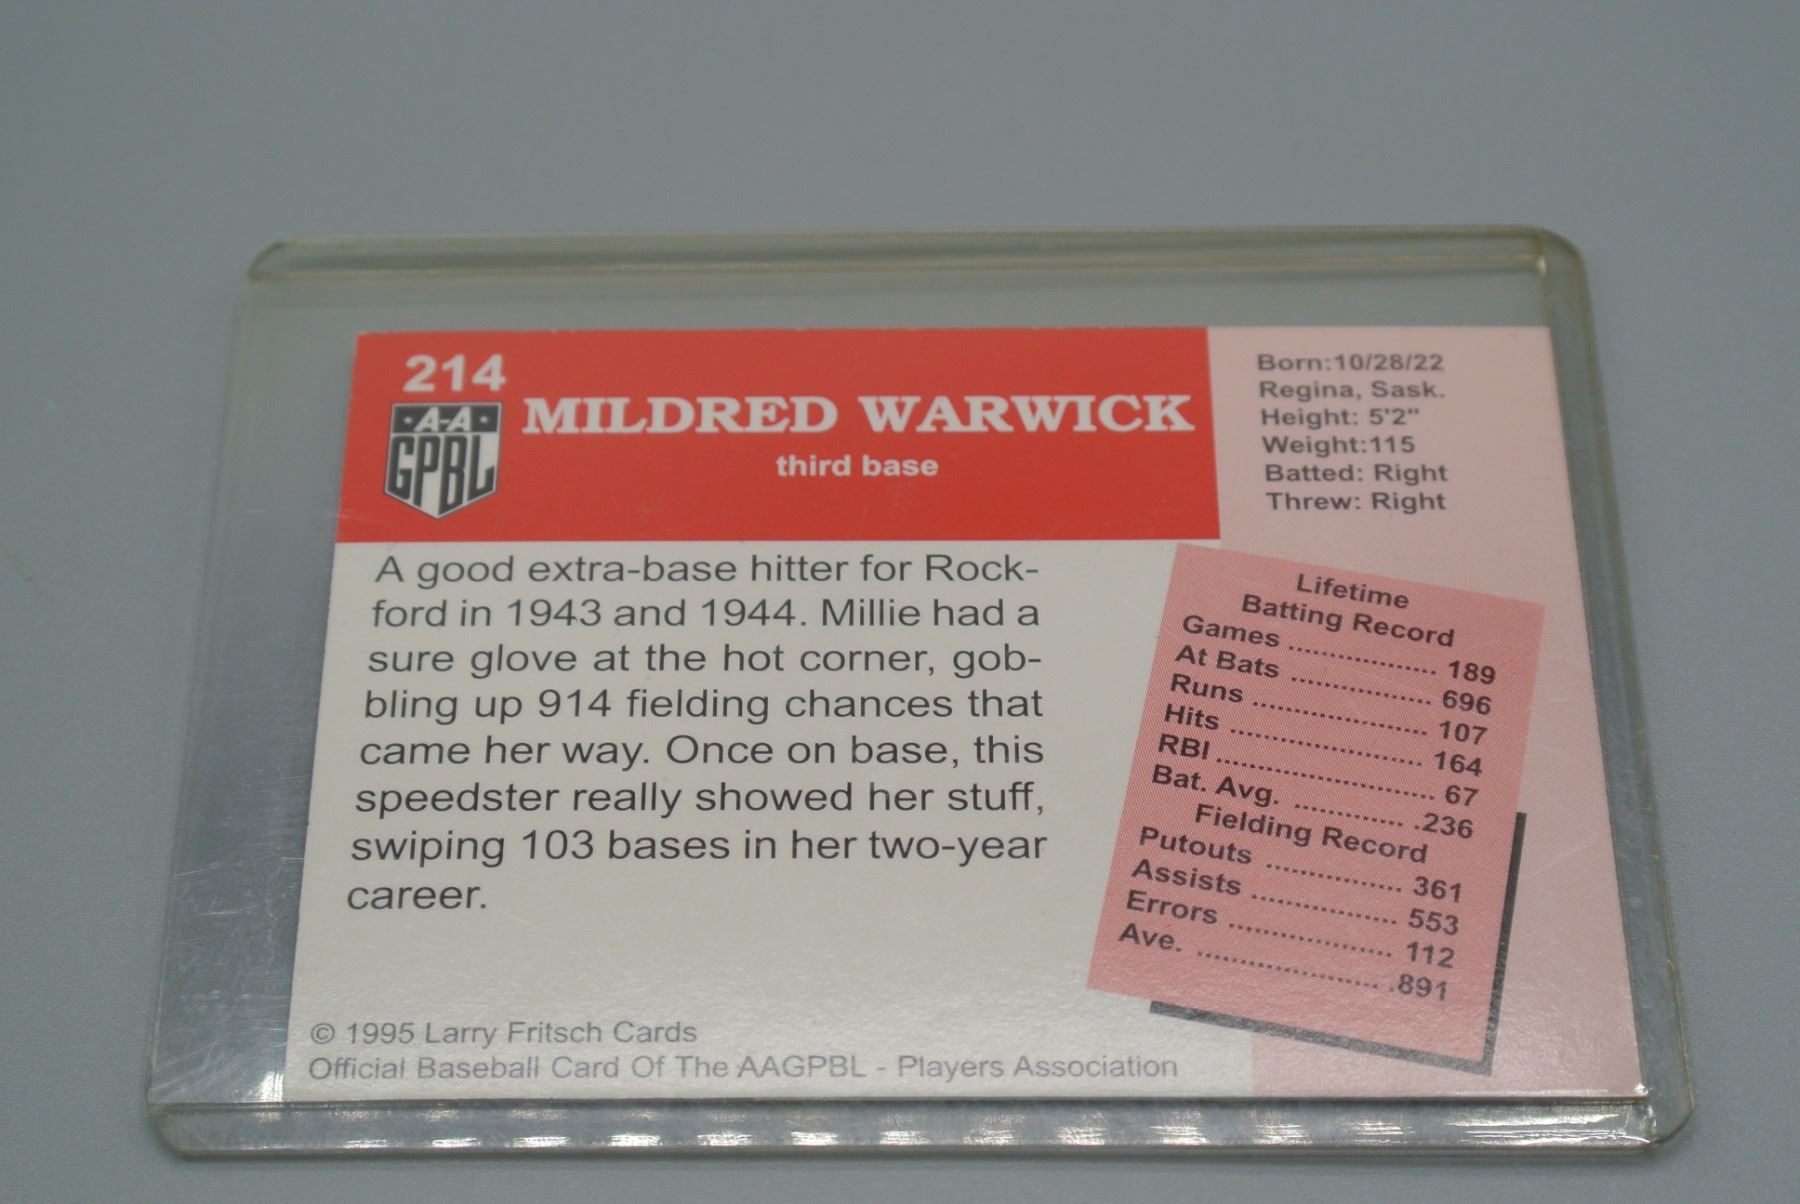 214
A-A
GPBL
MILDRED WARWICK
third base
Born:10/28/22
Regina, Sask.
Height: 5'2"
Weight:115
Batted: Right
Threw: Right
A good extra-base hitter for Rock-
ford in 1943 and 1944. Millie had a
sure glove at the hot corner, gob-
bling up 914 fielding chances that
came her way. Once on base, this
speedster really showed her stuff,
swiping 103 bases in her two-year
career.
Lifetime
Batting Record
Games ................. 189
At Bats ................ 696
Runs .................... 107
Hits ...................... 164
RBI ......................... 67
Bat. Avg. ............. .236
Fielding Record
Putouts ................ 361
Assists ................. 553
Errors ................... 112
Ave. ..................... .891
© 1995 Larry Fritsch Cards
Official Baseball Card Of The AAGPBL - Players Association